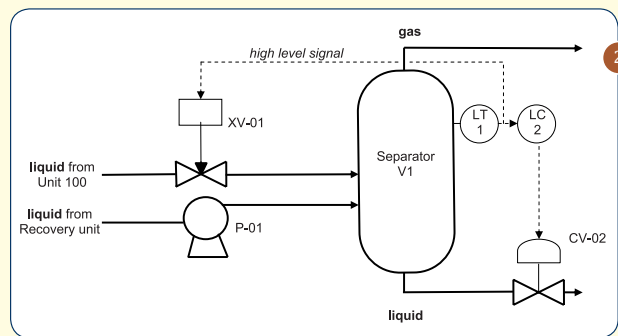 gas
high level signal
2
XV-01
LT
1
LC
2
Separator
V1
liquid from
Unit 100
liquid from
Recovery unit
P-01
CV-02
liquid